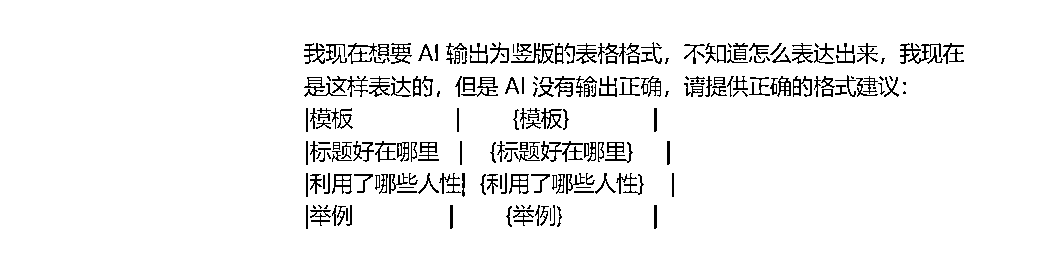 我现在想要 AI 输出为竖版的表格格式，不知道怎么表达出来，我现在
是这样表达的，但是 AI 没有输出正确，请提供正确的格式建议：
|模板 | {模板} |
|标题好在哪里 | {标题好在哪里} |
|利用了哪些人性| {利用了哪些人性} |
|举例 | {举例} |